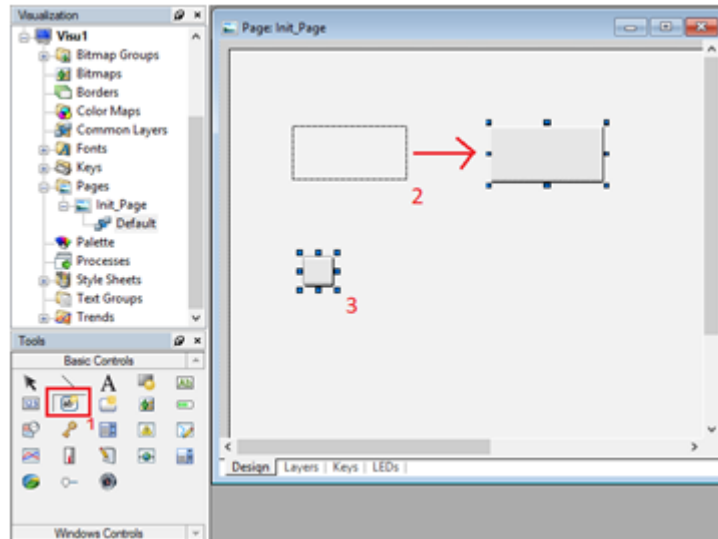 Visualization
Visu1
Bitmap Groups
Bitmaps
Borders
Color Maps
Common Layers
Fonts
Keys
Pages
Init_Page
Default
Palette
Processes
Style Sheets
Text Groups
Trends
Tools
Basic Controls
A
1
Windows Controls
Page: Init_Page
2
3
Design | Layers | Keys | LEDs |